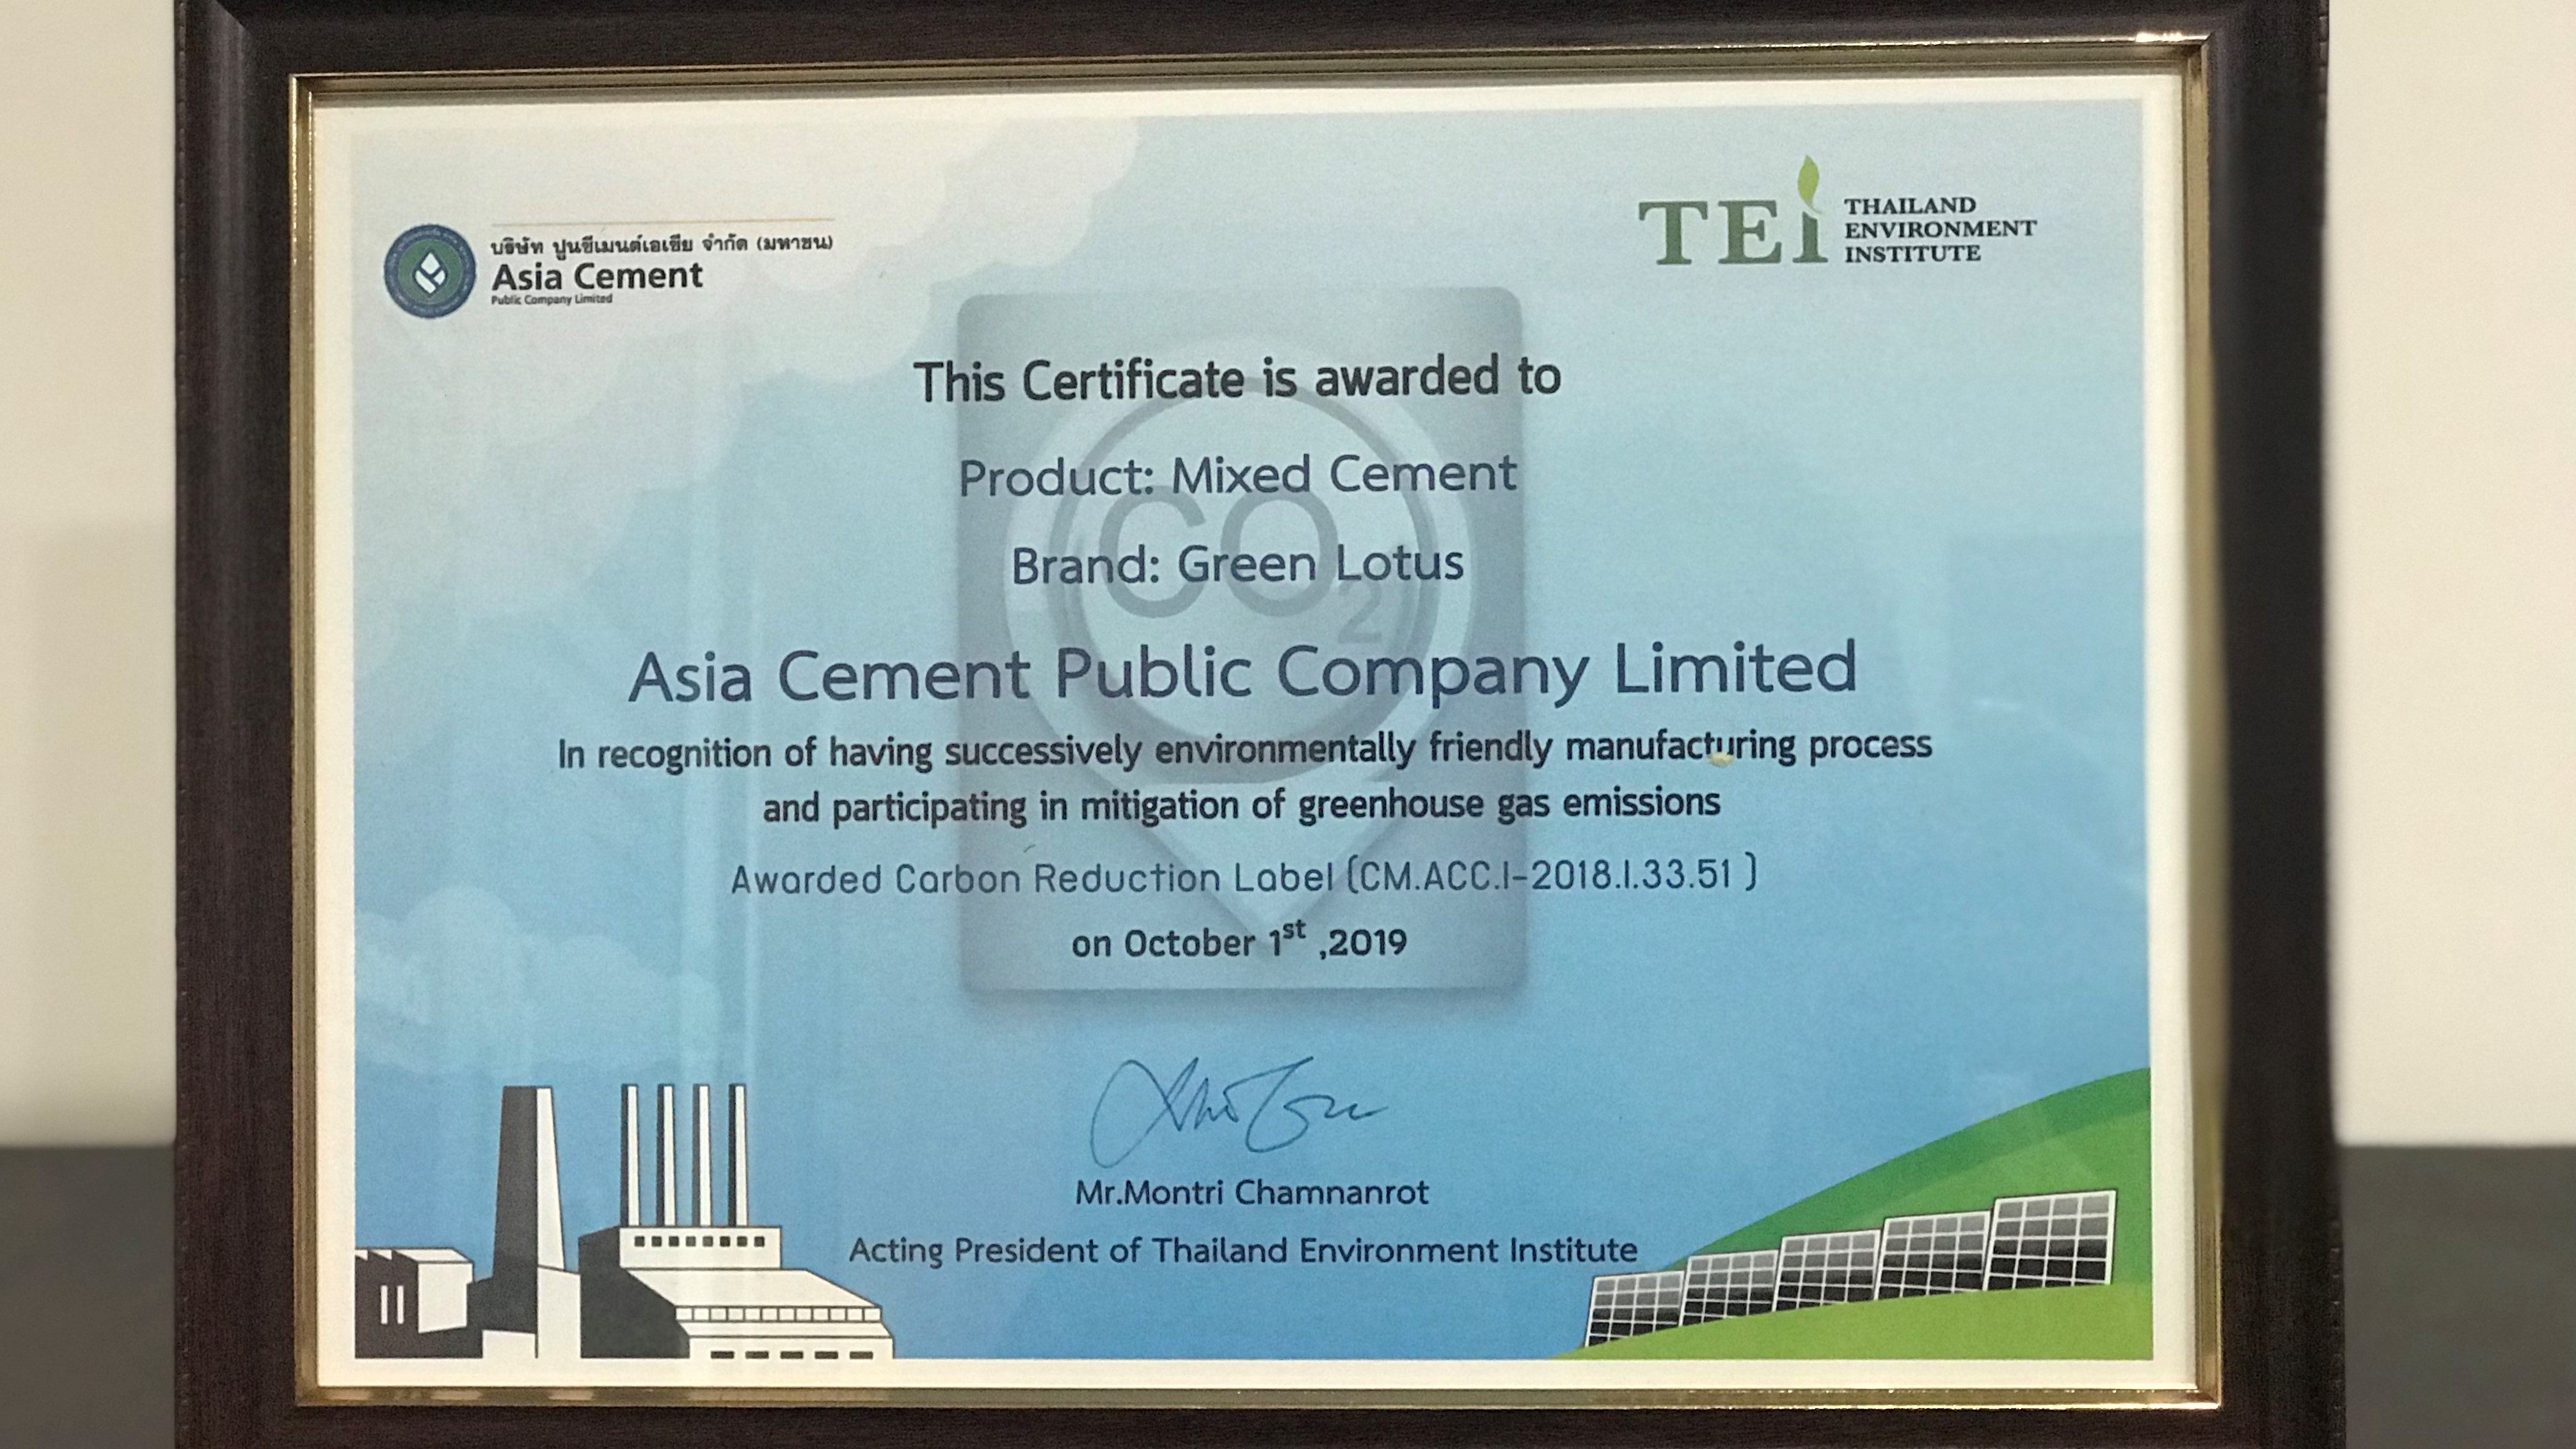 บริษัท ปูนซีเมนต์เอเซีย จำกัด (มหาชน)
Asia Cement
Public Company Limited
TEi
THAILAND
ENVIRONMENT
INSTITUTE
This Certificate is awarded to
Product: Mixed Cement
Brand: Green Lotus
CO2
Asia Cement Public Company Limited
In recognition of having successively environmentally friendly manufacturing process
and participating in mitigation of greenhouse gas emissions
Awarded Carbon Reduction Label (CM.ACC.I-2018.I.33.51 )
on October 1st ,2019
Mr.Montri Chamnanrot
Acting President of Thailand Environment Institute